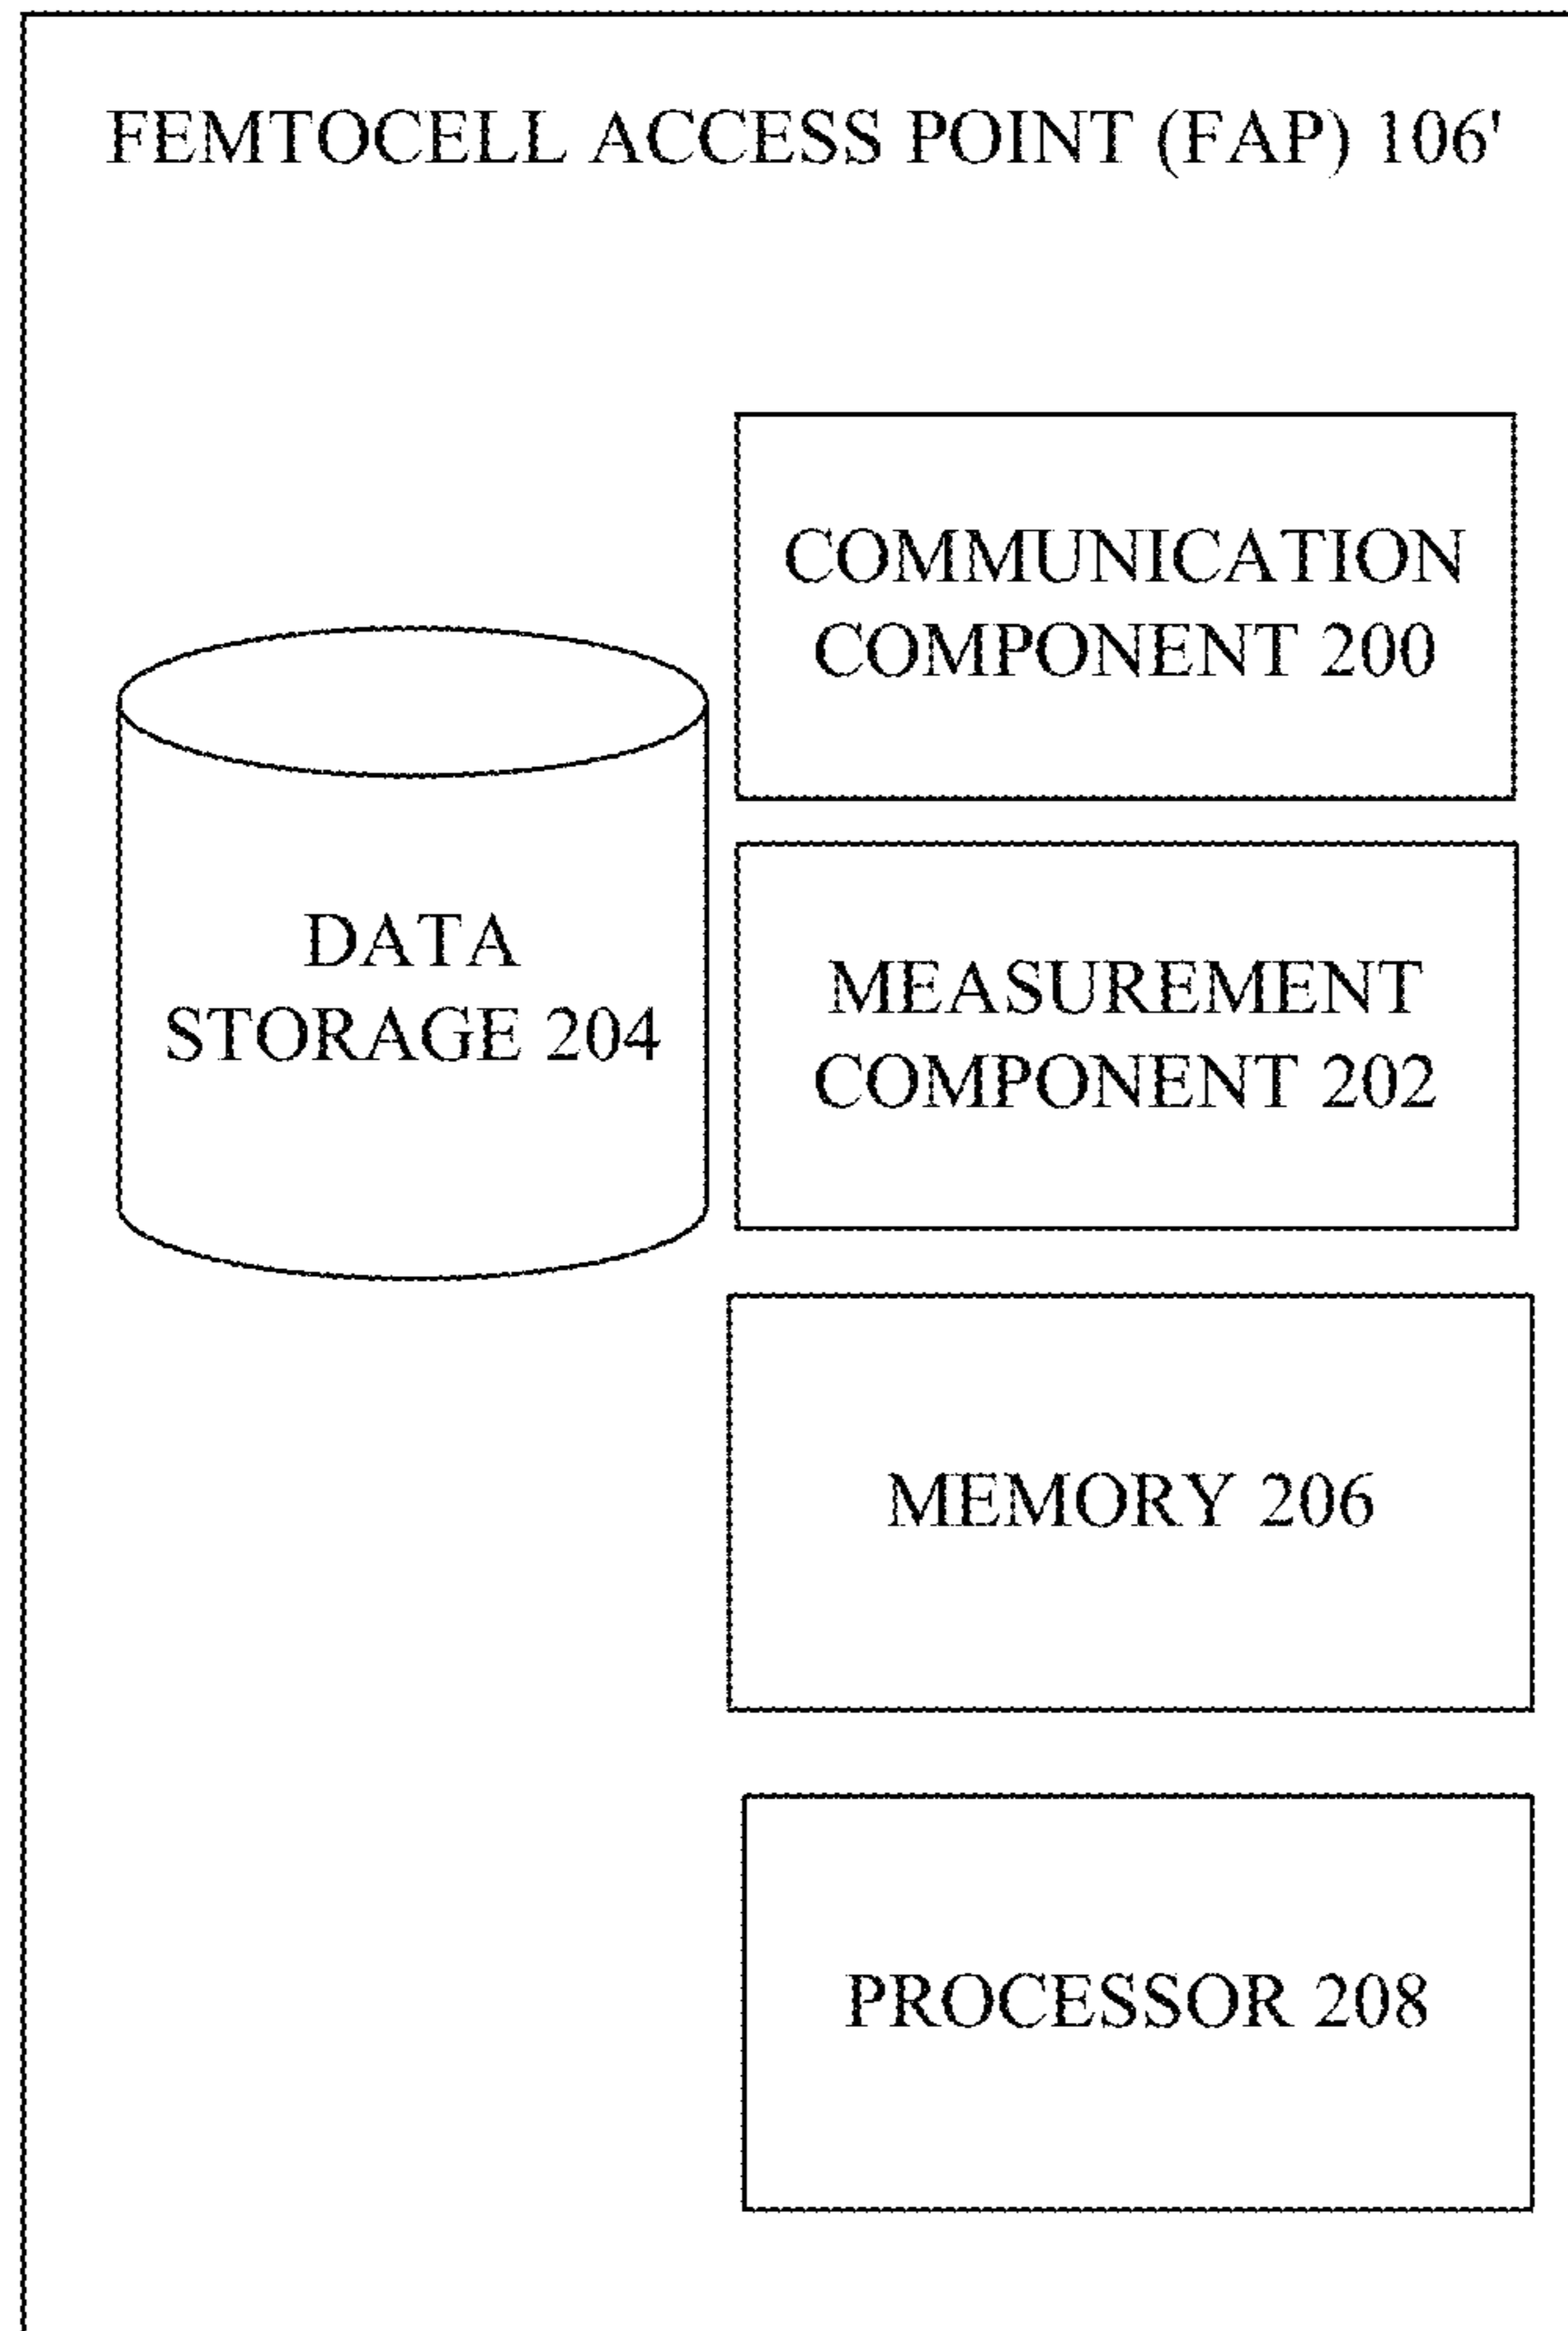 FEMTOCELL ACCESS POINT (FAP) 106'
COMMUNICATION
COMPONENT 200
DATA
STORAGE 204
MEASUREMENT
COMPONENT 202
MEMORY 206
PROCESSOR 208